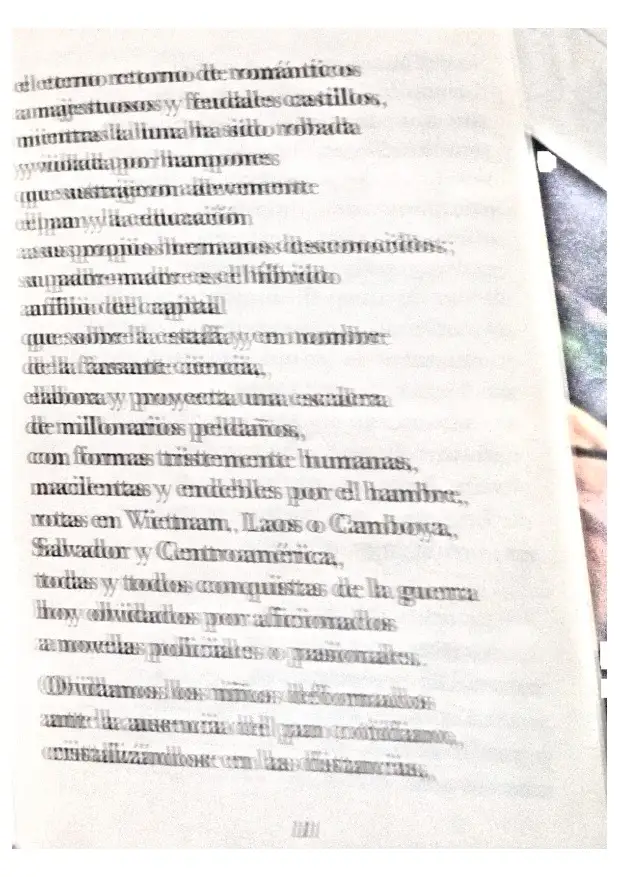 el eterno retorno de románticos
a majestuosos y feudales castillos,
mientras la luna ha sido robada
y violada por hampones
que sustrajeron alevemente
el pan y la educación
a sus propios hermanos desconocidos;
su padre-madre es el híbrido
anfibio del capital
que sobre la estafa y en nombre
de la farsante ciencia,
elabora y proyecta una escalera
de millonarios peldaños,
con formas tristemente humanas,
macilentas y endebles por el hambre,
rotas en Vietnam, Laos o Camboya,
Salvador y Centroamérica,
todas y todos conquistas de la guerra
hoy olvidados por aficionados
a novelas policiales o pasionales.
Olvidamos los niños deformados
ante la ausencia del pan cotidiano,
cristalizándose en las distancias,